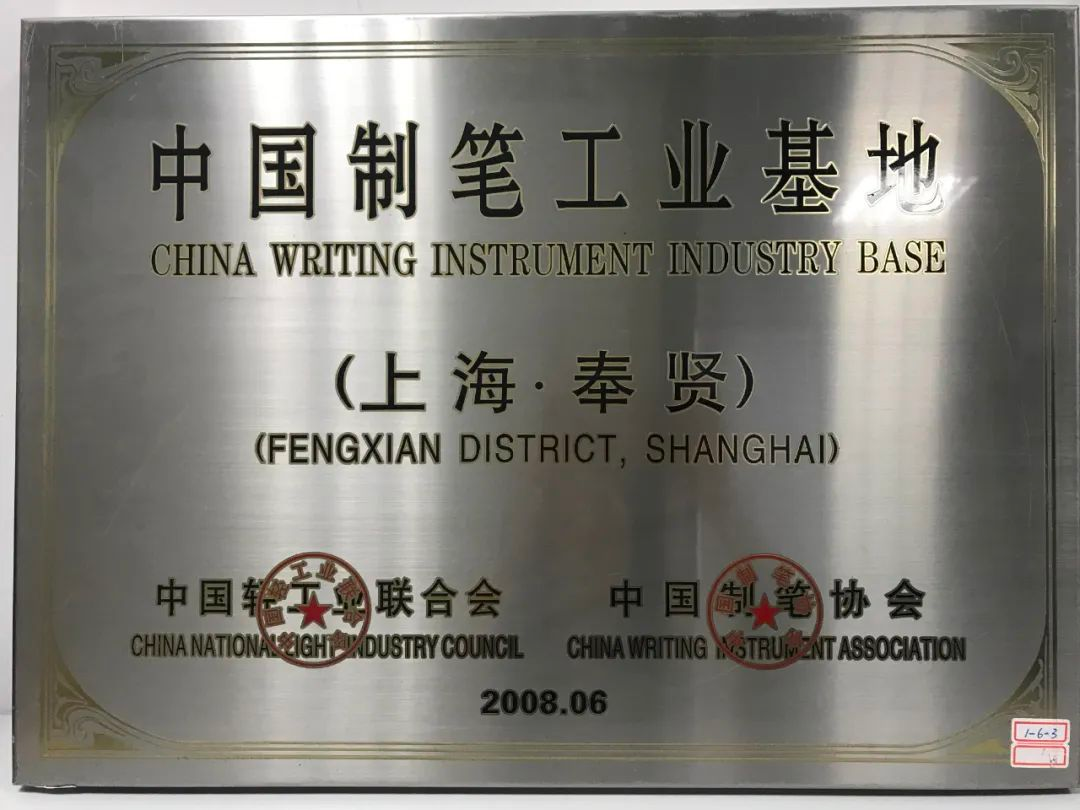 中国制笔工业基地
CHINA WRITING INSTRUMENT INDUSTRY BASE
(上海·奉贤)
(FENGXIAN DISTRICT, SHANGHAI)
中国轻工业联合会 中国制笔协会
CHINA NATIONAL LIGHT INDUSTRY COUNCIL CHINA WRITING INSTRUMENT ASSOCIATION
2008.06
1-6-3